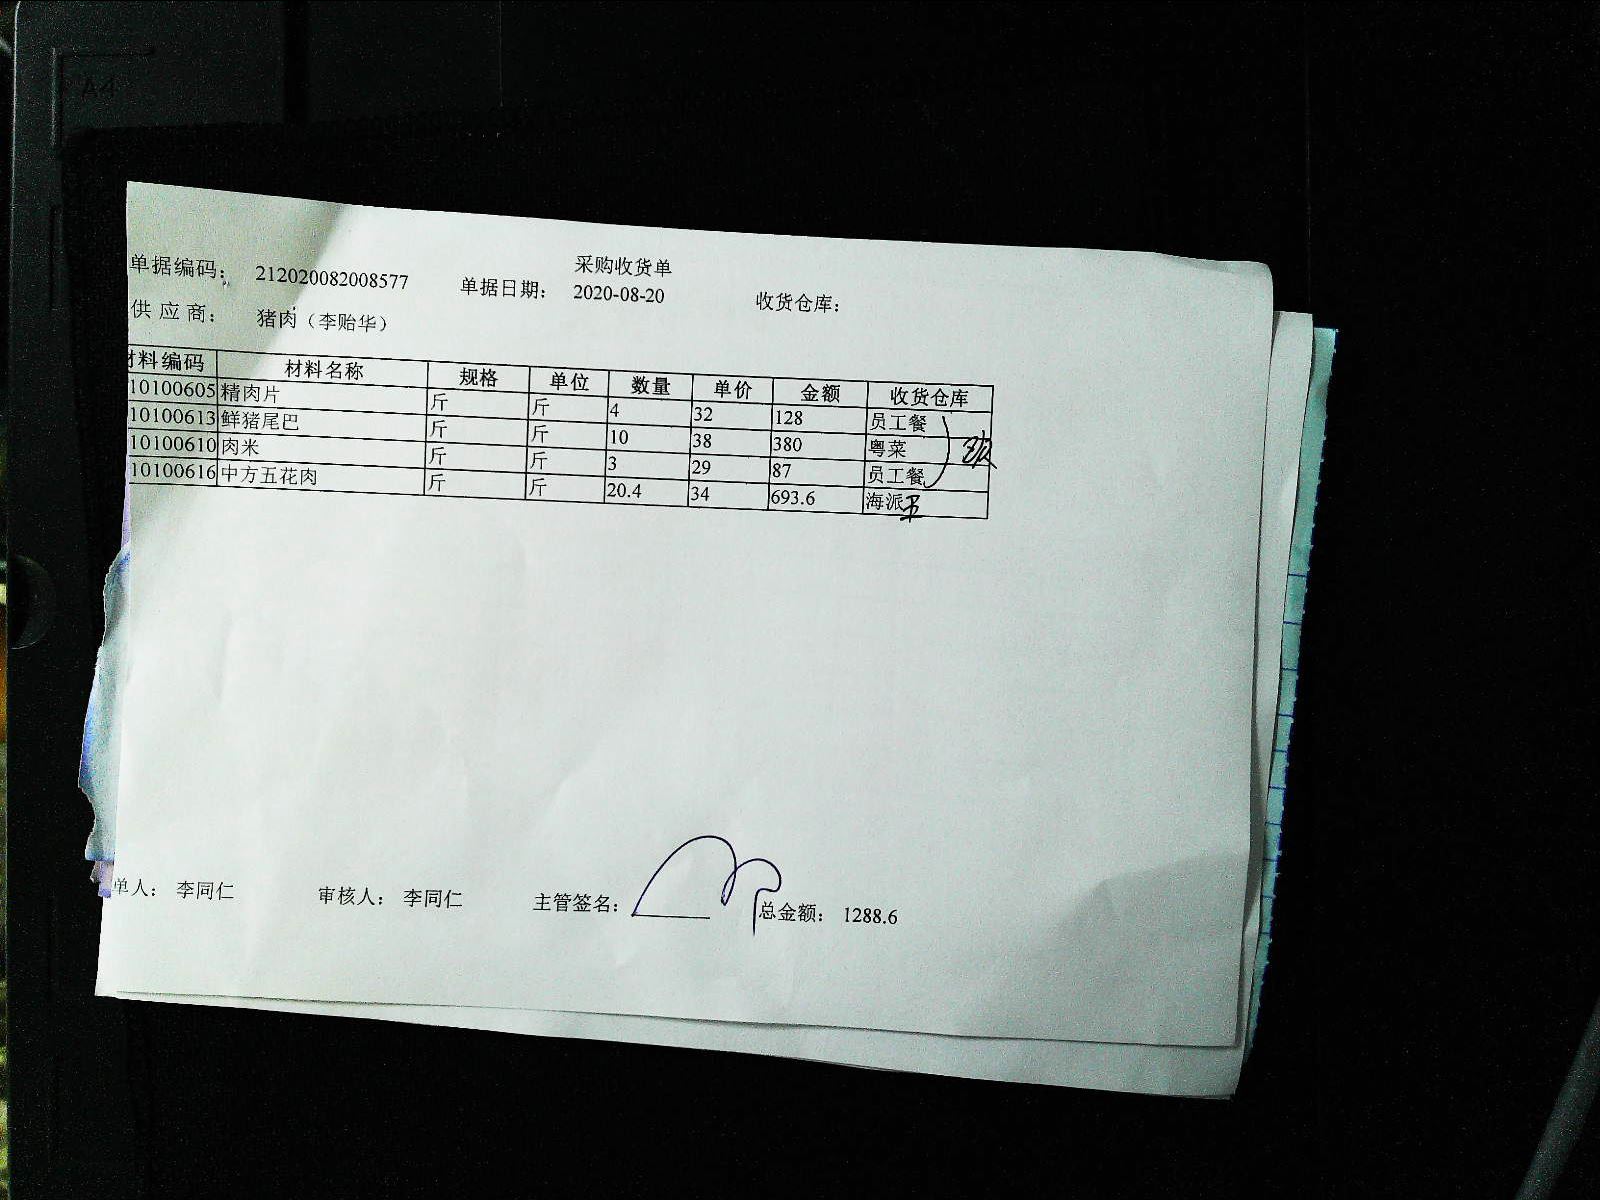 A4
采购收货单
单据编码： 212020082008577 单据日期： 2020-08-20 收货仓库：
供应商： 猪肉（李贻华）
材料编码 材料名称 规格 单位 数量 单价 金额 收货仓库
10100605 精肉片 斤 斤 4 32 128 员工餐
10100613 鲜猪尾巴 斤 斤 10 38 380 粤菜
10100610 肉米 斤 斤 3 29 87 员工餐
10100616 中方五花肉 斤 斤 20.4 34 693.6 海派
单人： 李同仁 审核人： 李同仁 主管签名： 总金额： 1288.6